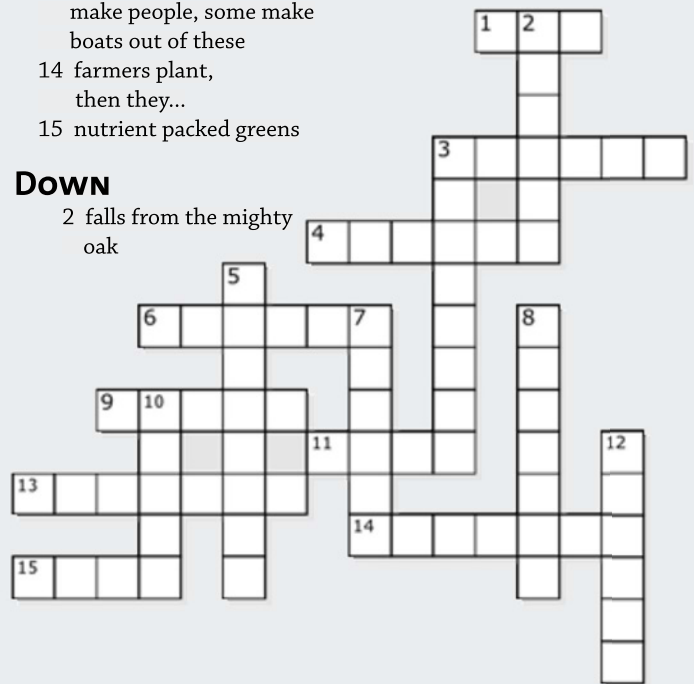 make people, some make
boats out of these
14 farmers plant,
then they...
15 nutrient packed greens
Down
2 falls from the mighty
oak
1 2
3
4
5
6 7 8
9 10
11 12
13
14
15